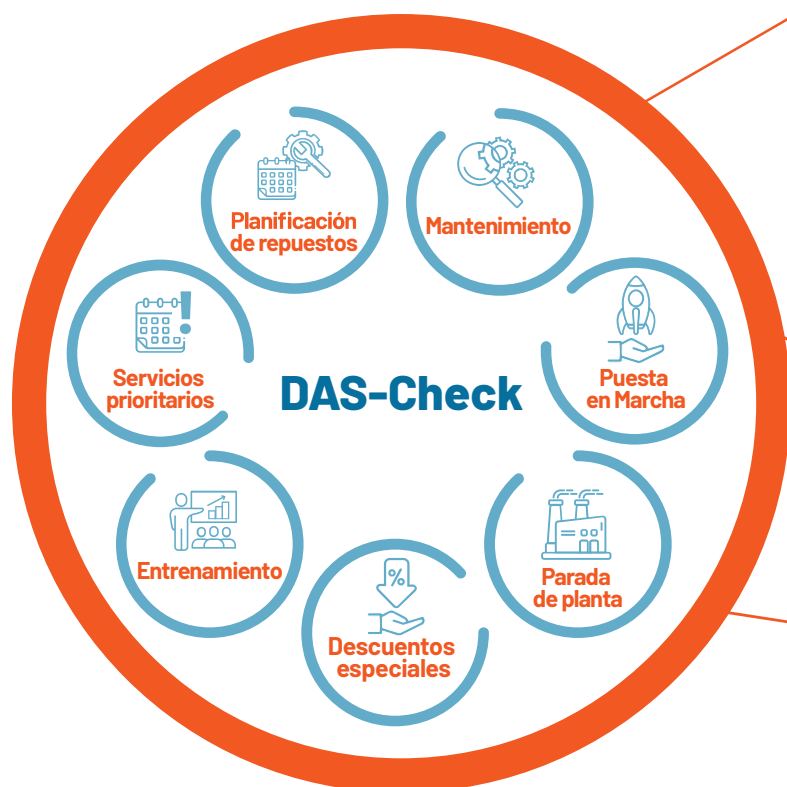 Planificación
de repuestos
Mantenimiento
Servicios
prioritarios
DAS-Check
Puesta
en Marcha
Entrenamiento
Parada
de planta
%
Descuentos
especiales